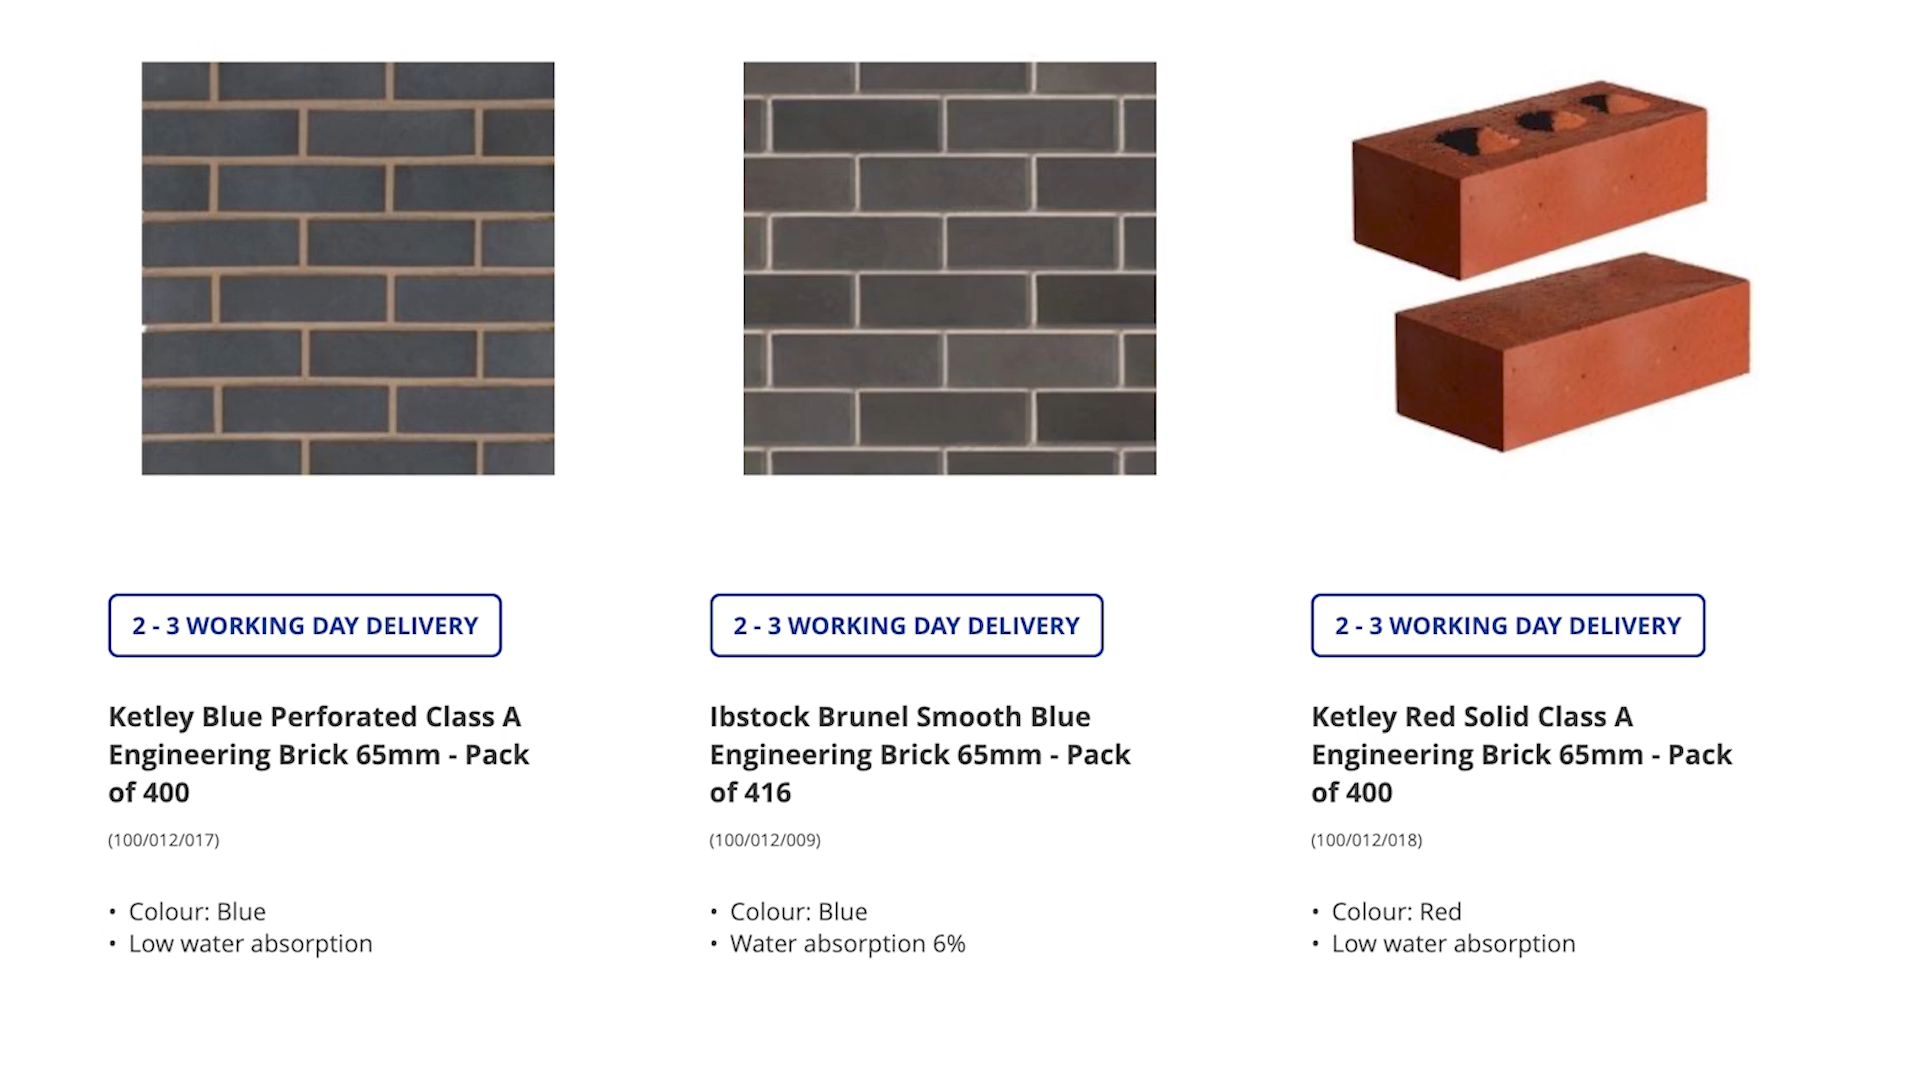 2 - 3 WORKING DAY DELIVERY
Ketley Blue Perforated Class A
Engineering Brick 65mm - Pack
of 400
(100/012/017)
• Colour: Blue
• Low water absorption
2 - 3 WORKING DAY DELIVERY
Ibstock Brunel Smooth Blue
Engineering Brick 65mm - Pack
of 416
(100/012/009)
• Colour: Blue
• Water absorption 6%
2 - 3 WORKING DAY DELIVERY
Ketley Red Solid Class A
Engineering Brick 65mm - Pack
of 400
(100/012/018)
• Colour: Red
• Low water absorption